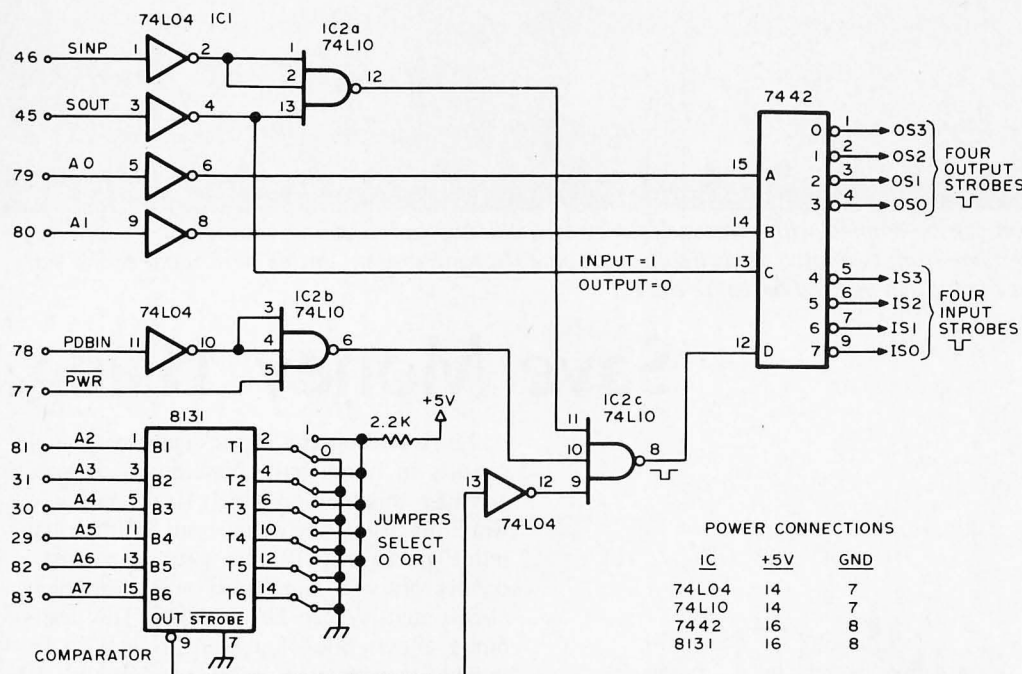 74L04 IC1
IC2a
74L10
46 SINP 1 2 1
2
13 12
45 SOUT 3 4
7442
79 A0 5 6 15 A
80 A1 9 8 14 B
INPUT = 1
OUTPUT = 0
13 C
12 D
0 1 OS3
1 2 OS2
2 3 OS1
3 4 OS0
FOUR
OUTPUT
STROBES
4 5 IS3
5 6 IS2
6 7 IS1
7 9 IS0
FOUR
INPUT
STROBES
74L04
IC2b
74L10
78 PDBIN 11 10 3
4
5 6
77 PWR
8131
81 A2 1 B1 T1 2
31 A3 3 B2 T2 4
30 A4 5 B3 T3 6
29 A5 11 B4 T4 10
82 A6 13 B5 T5 12
83 A7 15 B6 T6 14
OUT STROBE
9 7
COMPARATOR
1
0
2.2K
+5V
JUMPERS
SELECT
0 OR 1
IC2c
74L10
11
10
9 8
13 12
74L04
POWER CONNECTIONS
IC +5V GND
74L04 14 7
74L10 14 7
7442 16 8
8131 16 8